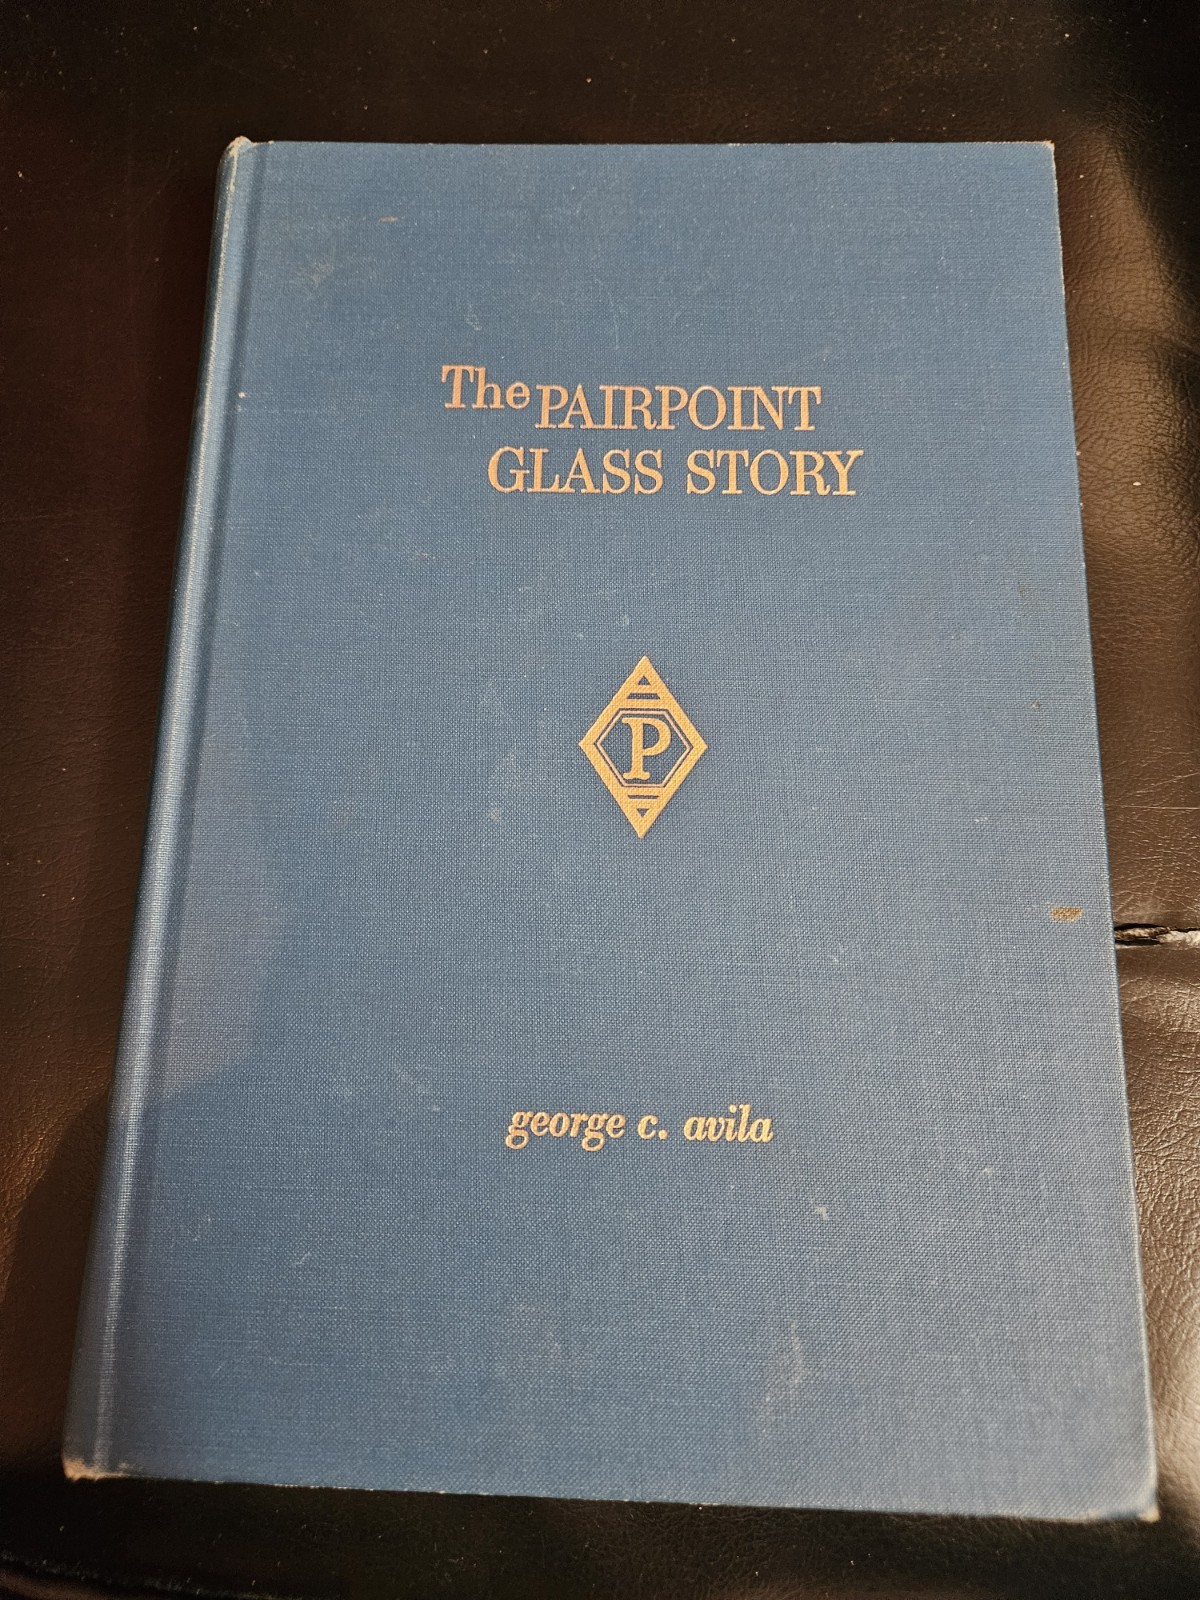 The PAIRPOINT
GLASS STORY
P
george c. avila